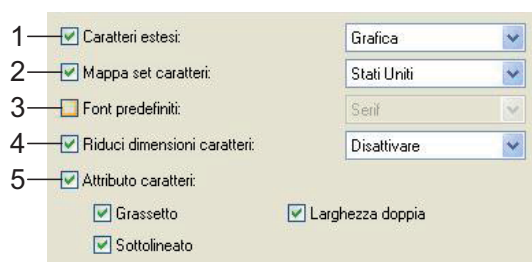 1 Caratteri estesi: Grafica
2 Mappa set caratteri: Stati Uniti
3 Font predefiniti: Serif
4 Riduci dimensioni caratteri: Disattivare
5 Attributo caratteri:
Grassetto Larghezza doppia
Sottolineato